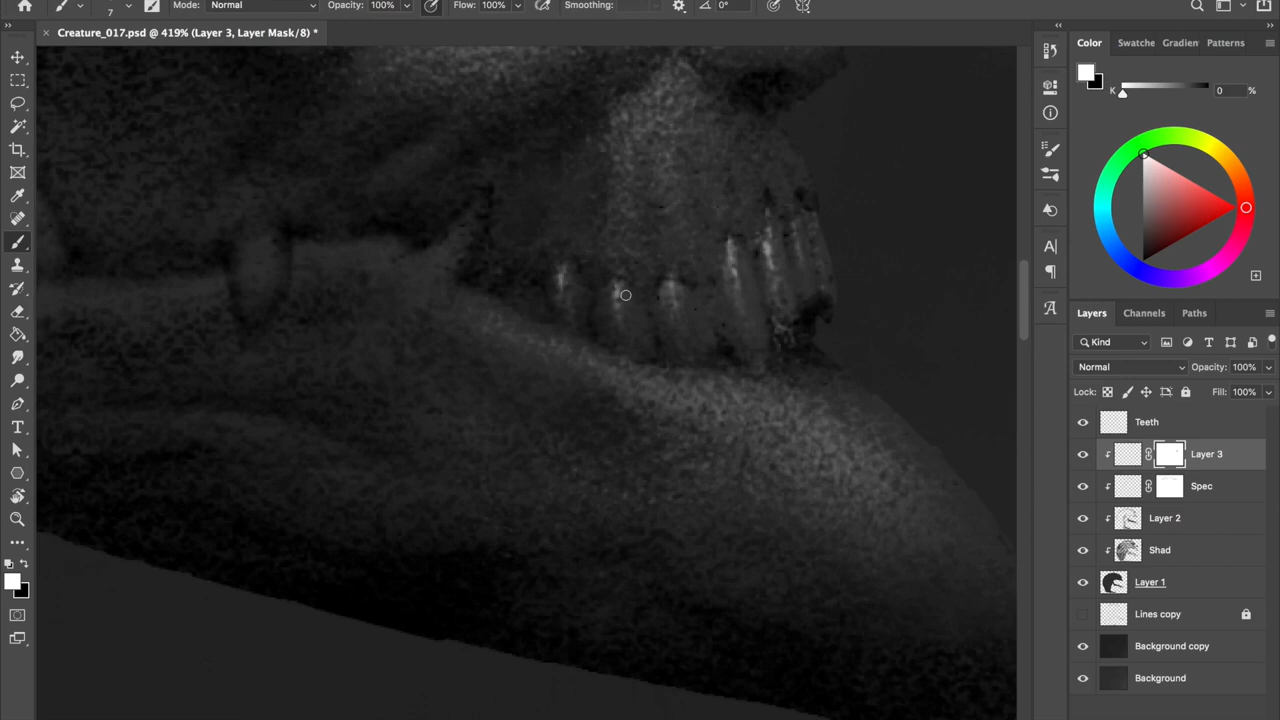 7
Mode: Normal
Opacity: 100%
Flow: 100%
Smoothing:
0°
Creature_017.psd @ 419% (Layer 3, Layer Mask/8) *
Color
Swatche
Gradien
Patterns
K
0
%
Layers
Channels
Paths
Kind
Normal
Opacity: 100%
Lock:
Fill: 100%
Teeth
Layer 3
Spec
Layer 2
Shad
Layer 1
Lines copy
Background copy
Background